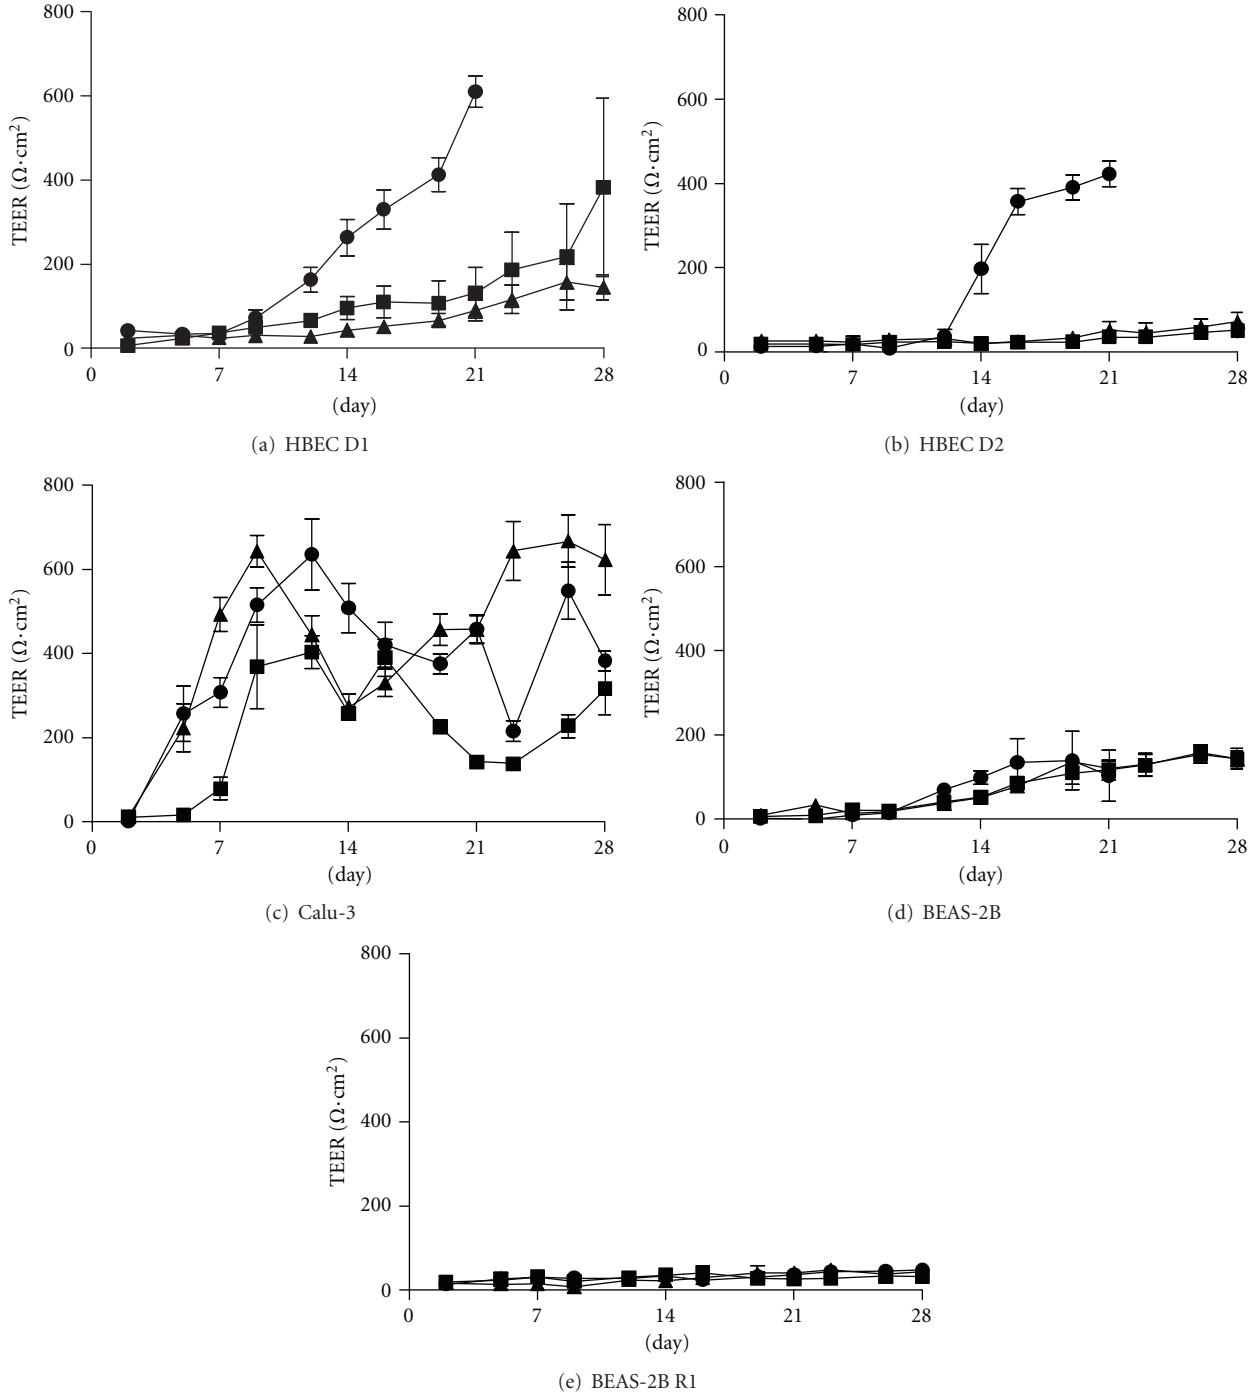 800
600
400
200
0
TEER (Ω·cm²)
0 7 14 21 28
(day)
(a) HBEC D1
800
600
400
200
0
TEER (Ω·cm²)
0 7 14 21 28
(day)
(b) HBEC D2
800
600
400
200
0
TEER (Ω·cm²)
0 7 14 21 28
(day)
(c) Calu-3
800
600
400
200
0
TEER (Ω·cm²)
0 7 14 21 28
(day)
(d) BEAS-2B
800
600
400
200
0
TEER (Ω·cm²)
0 7 14 21 28
(day)
(e) BEAS-2B R1